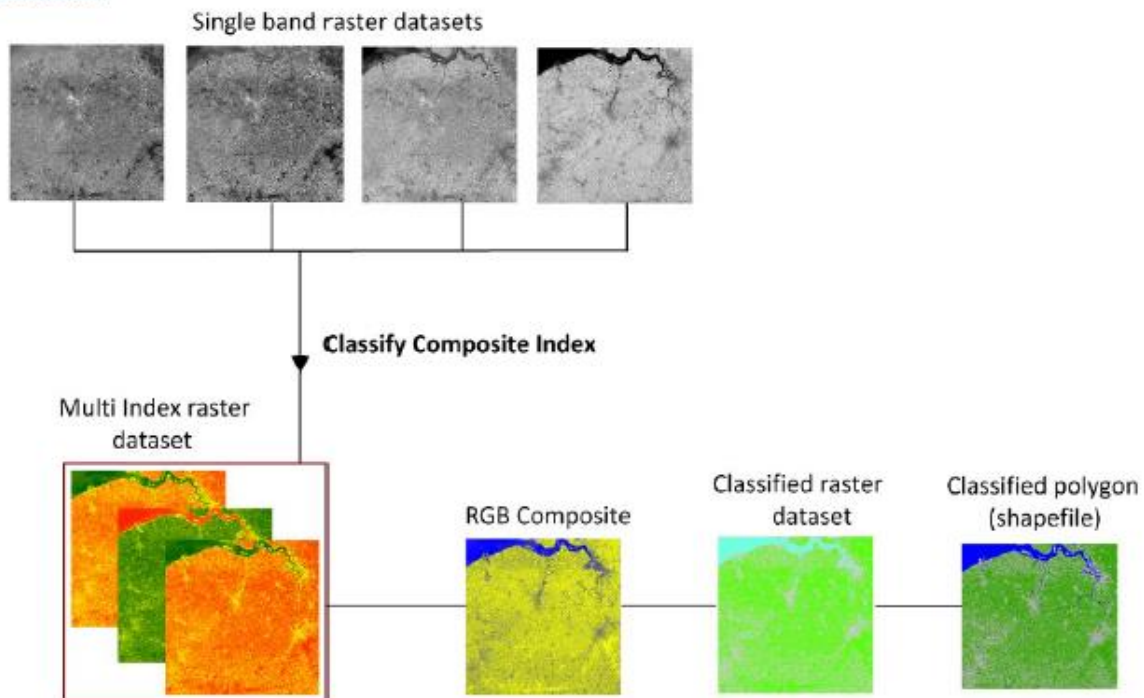 Single band raster datasets
Classify Composite Index
Multi Index raster
dataset
RGB Composite
Classified raster
dataset
Classified polygon
(shapefile)